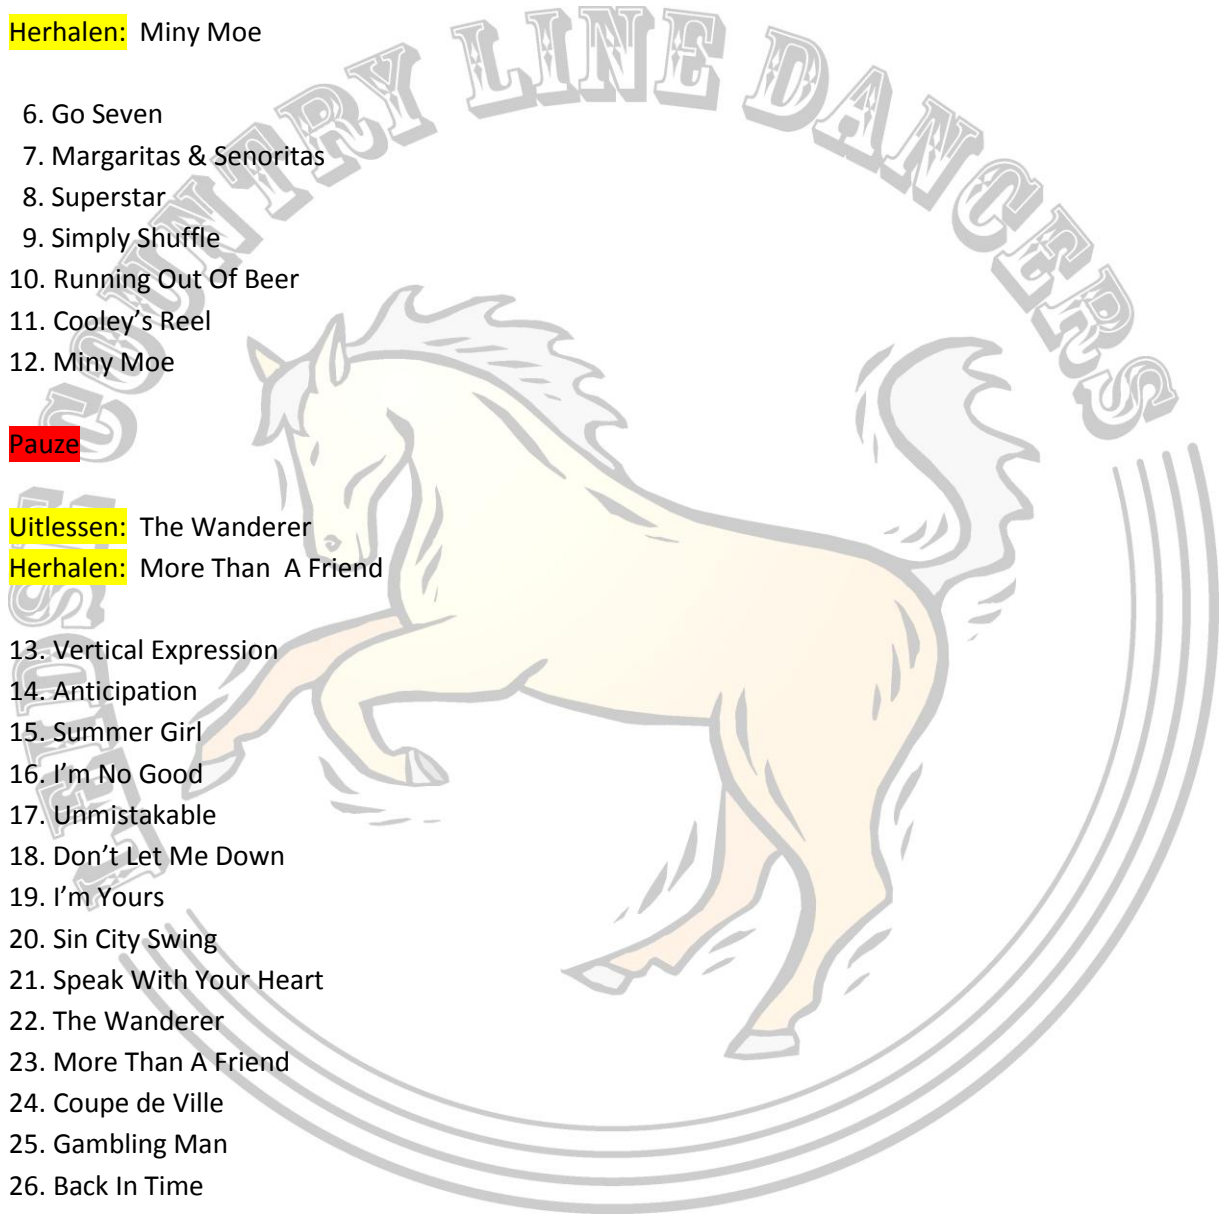 Herhalen: Miny Moe
6. Go Seven
7. Margaritas & Senoritas
8. Superstar
9. Simply Shuffle
10. Running Out Of Beer
11. Cooley’s Reel
12. Miny Moe
Pauze
Uitlessen: The Wanderer
Herhalen: More Than A Friend
13. Vertical Expression
14. Anticipation
15. Summer Girl
16. I’m No Good
17. Unmistakable
18. Don’t Let Me Down
19. I’m Yours
20. Sin City Swing
21. Speak With Your Heart
22. The Wanderer
23. More Than A Friend
24. Coupe de Ville
25. Gambling Man
26. Back In Time
COUNTRY LINE DANCERS